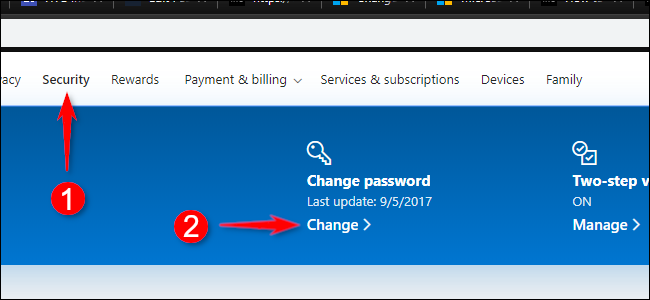 Security Rewards Payment & billing Services & subscriptions Devices Family
1
Change password
Last update: 9/5/2017
2 Change >
Two-step
ON
Manage >